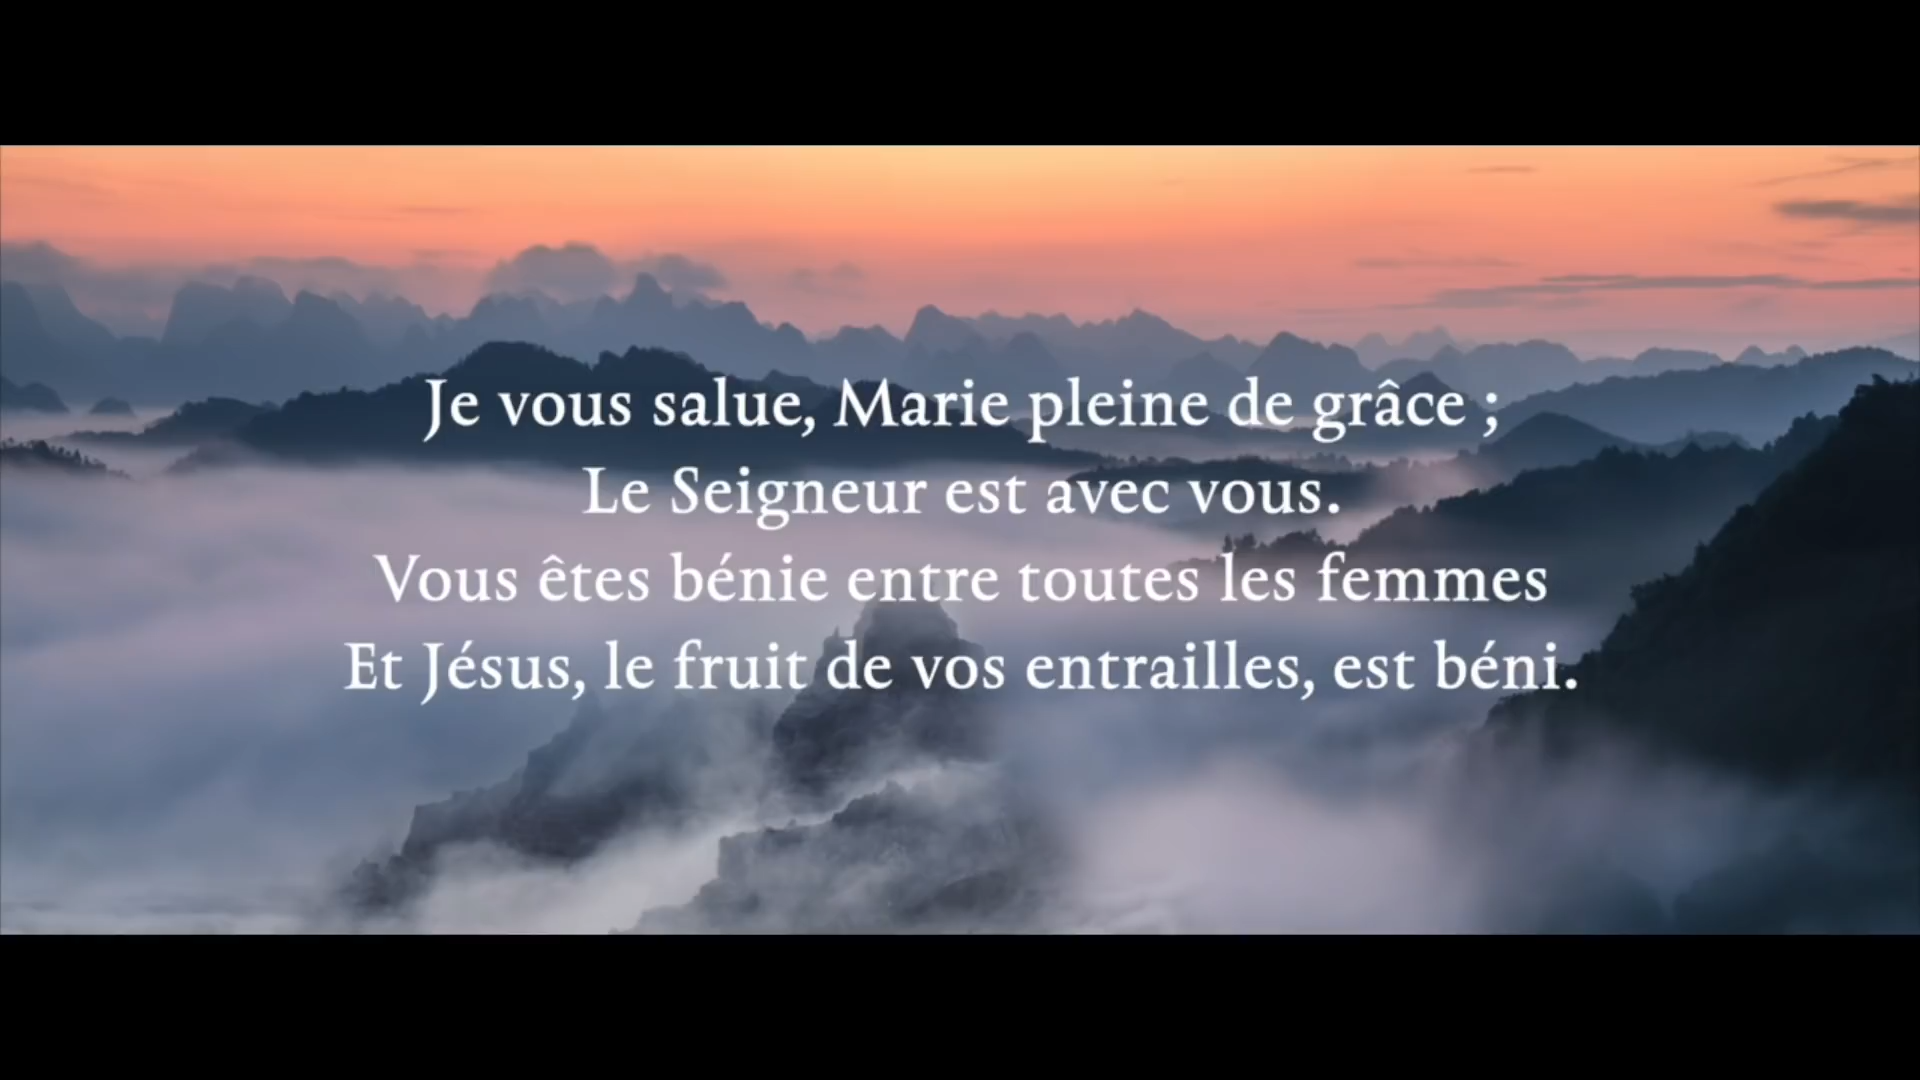 Je vous salue, Marie pleine de grâce ;
Le Seigneur est avec vous.
Vous êtes bénie entre toutes les femmes
Et Jésus, le fruit de vos entrailles, est béni.